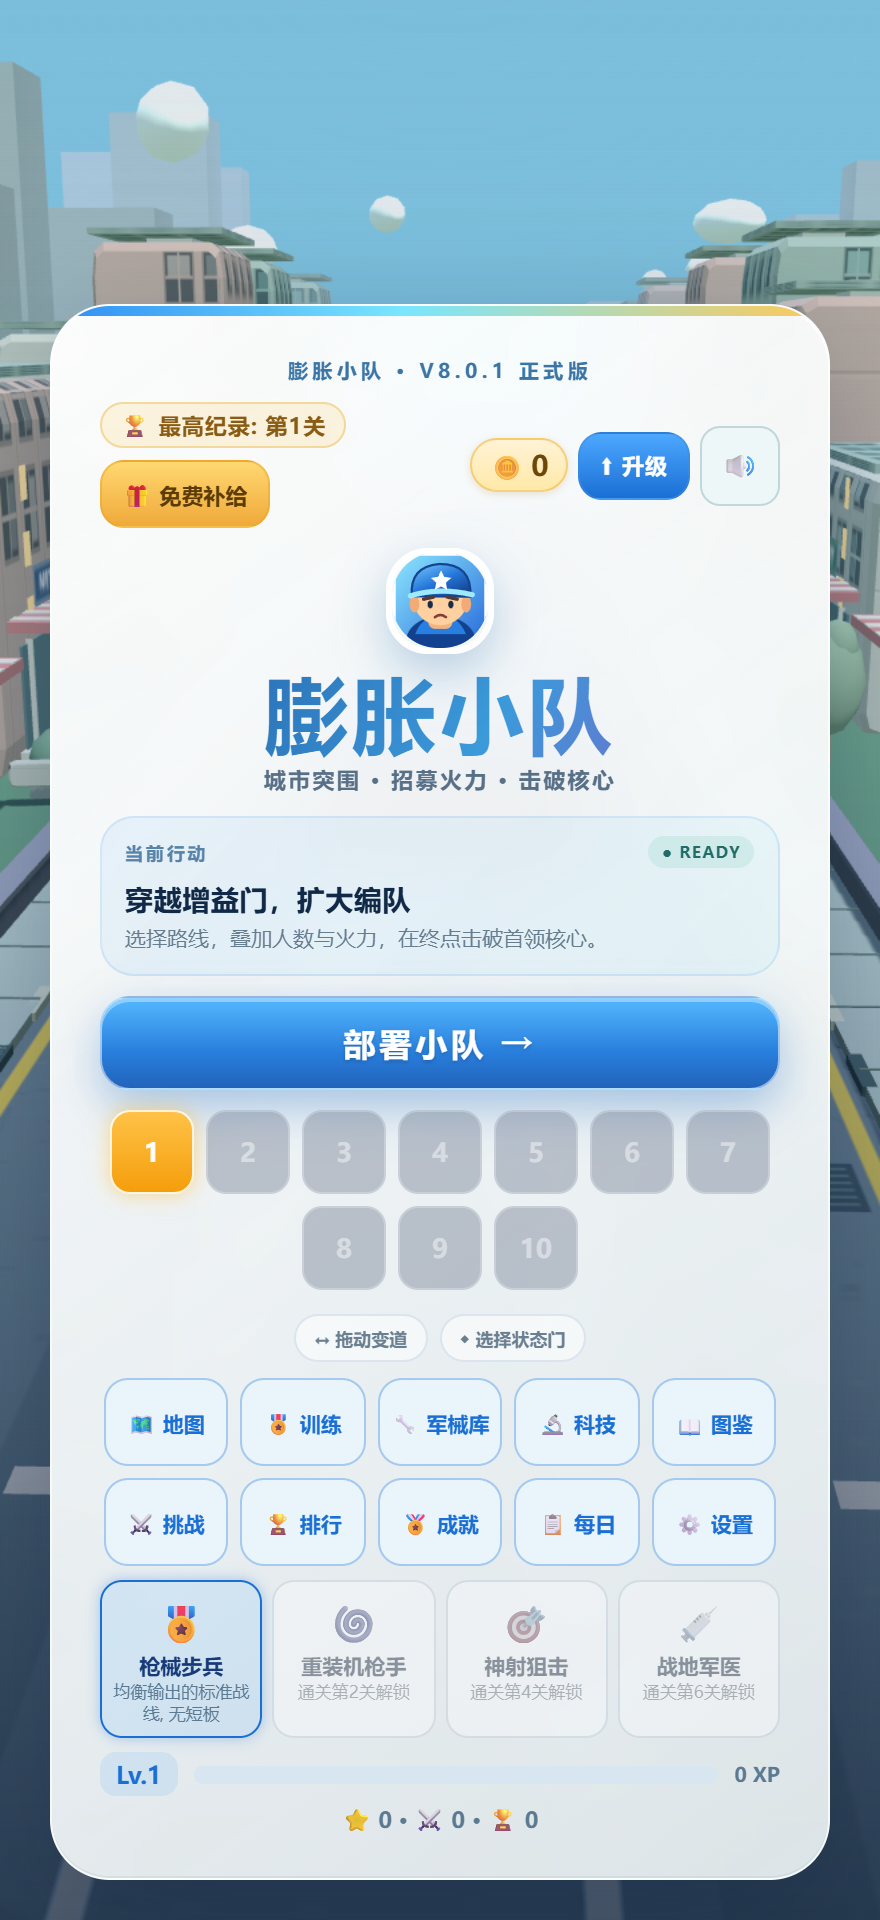 膨胀小队 • V8.0.1 正式版
最高纪录: 第1关
免费补给
0
⬆ 升级
膨胀小队
城市突围 • 招募火力 • 击破核心
当前行动
● READY
穿越增益门，扩大编队
选择路线，叠加人数与火力，在终点击破首领核心。
部署小队 →
1 2 3 4 5 6 7
8 9 10
↔ 拖动变道
◆ 选择状态门
地图 训练 军械库 科技 图鉴
挑战 排行 成就 每日 设置
枪械步兵
均衡输出的标准战
线, 无短板
重装机枪手
通关第2关解锁
神射狙击
通关第4关解锁
战地军医
通关第6关解锁
Lv.1
0 XP
0 • 0 • 0